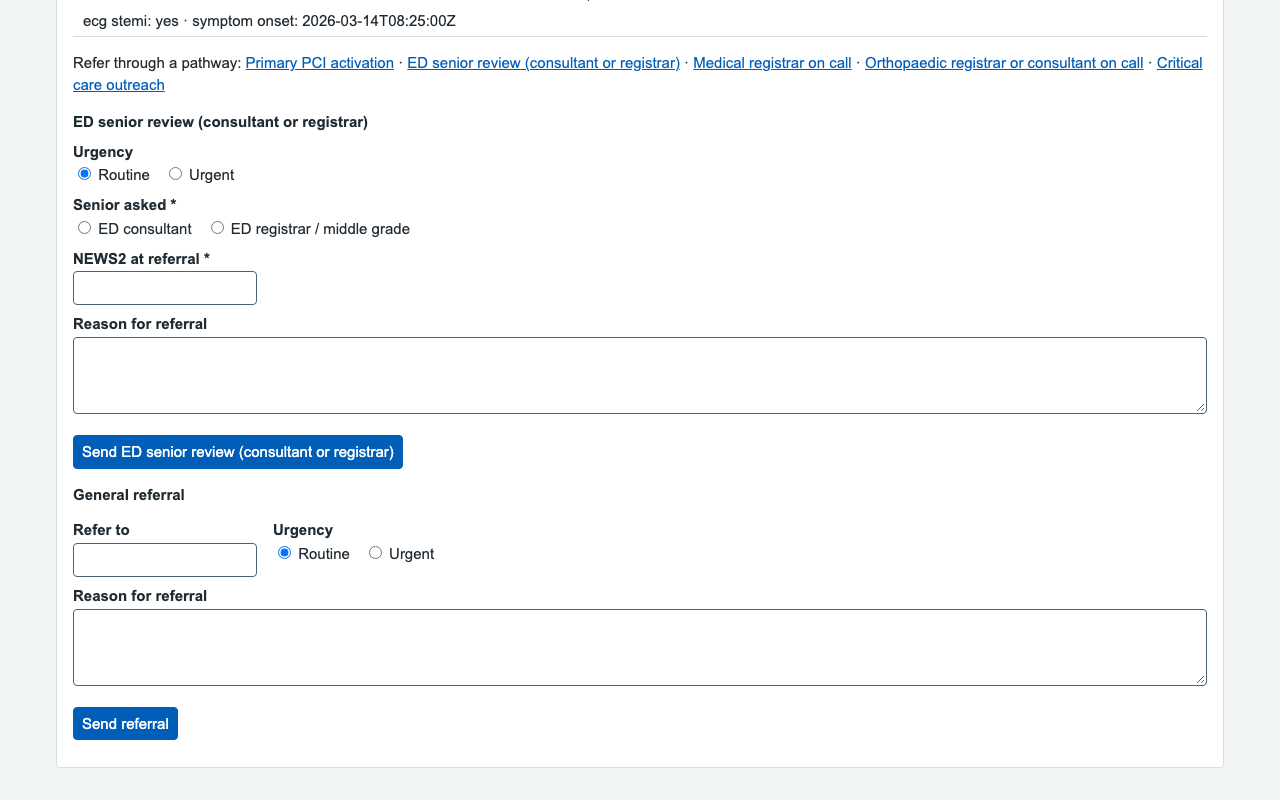 ecg stemi: yes · symptom onset: 2026-03-14T08:25:00Z
Refer through a pathway: Primary PCI activation · ED senior review (consultant or registrar) · Medical registrar on call · Orthopaedic registrar or consultant on call · Critical
care outreach
ED senior review (consultant or registrar)
Urgency
Routine Urgent
Senior asked *
ED consultant ED registrar / middle grade
NEWS2 at referral *
Reason for referral
Send ED senior review (consultant or registrar)
General referral
Refer to Urgency
Routine Urgent
Reason for referral
Send referral